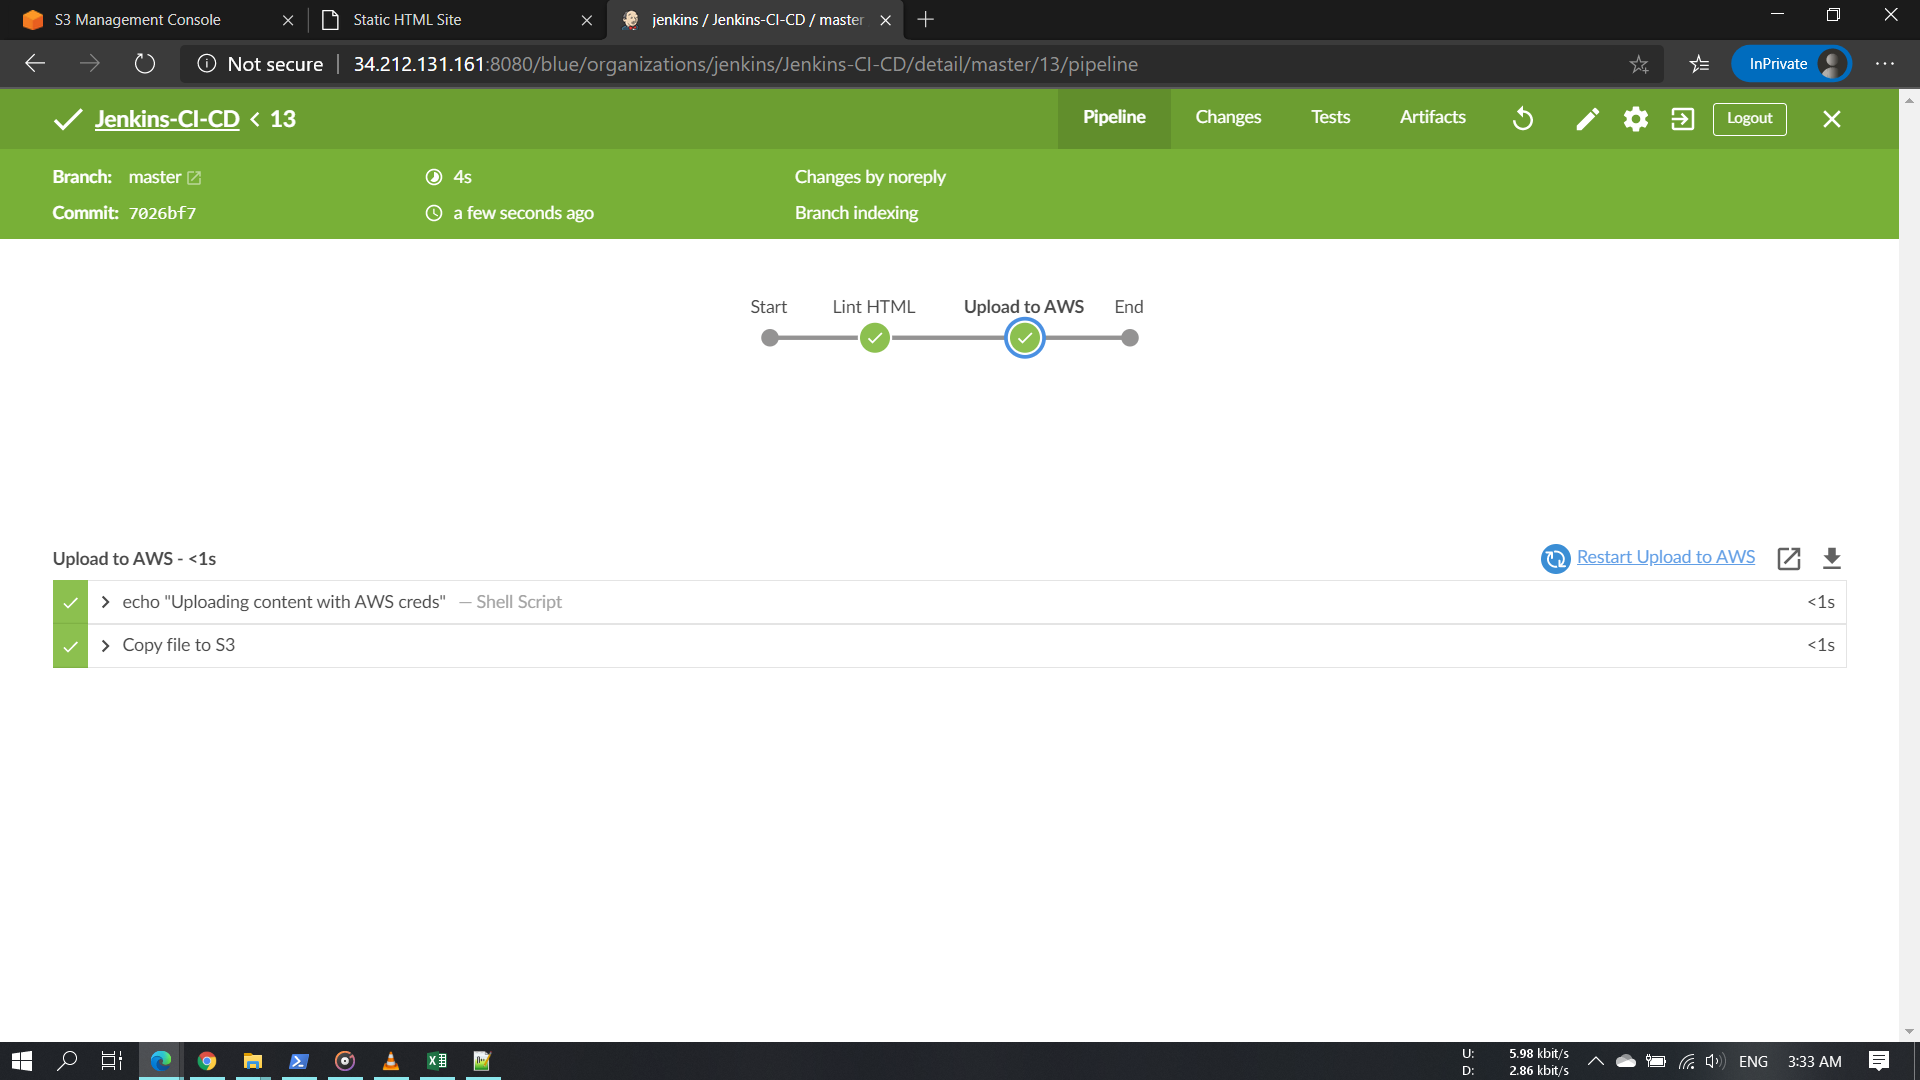 S3 Management Console
Static HTML Site
jenkins / Jenkins-CI-CD / master
Not secure | 34.212.131.161:8080/blue/organizations/jenkins/Jenkins-CI-CD/detail/master/13/pipeline
InPrivate
Jenkins-CI-CD < 13
Pipeline Changes Tests Artifacts Logout
Branch: master 4s Changes by noreply
Commit: 7026bf7 a few seconds ago Branch indexing
Start Lint HTML Upload to AWS End
Upload to AWS - <1s Restart Upload to AWS
echo "Uploading content with AWS creds" — Shell Script <1s
Copy file to S3 <1s
U: 5.98 kbit/s
D: 2.86 kbit/s
ENG 3:33 AM